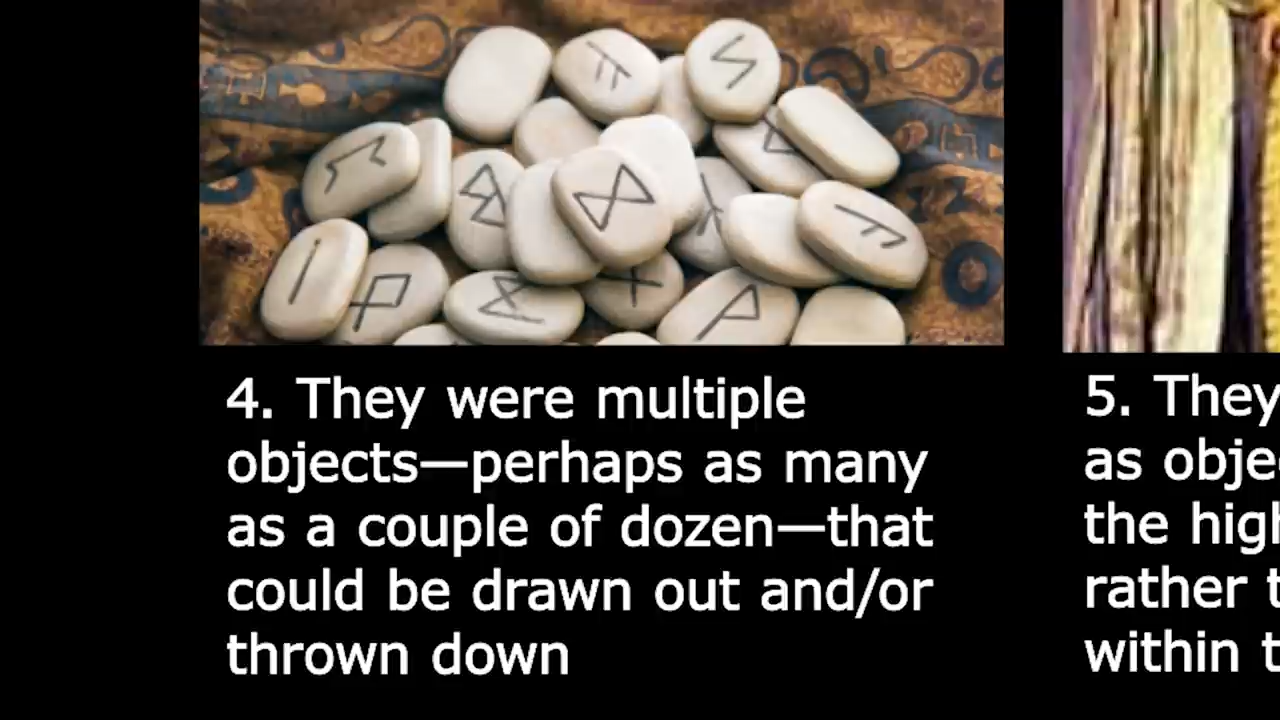 4. They were multiple
objects—perhaps as many
as a couple of dozen—that
could be drawn out and/or
thrown down
5. They
as obje
the high
rather t
within t